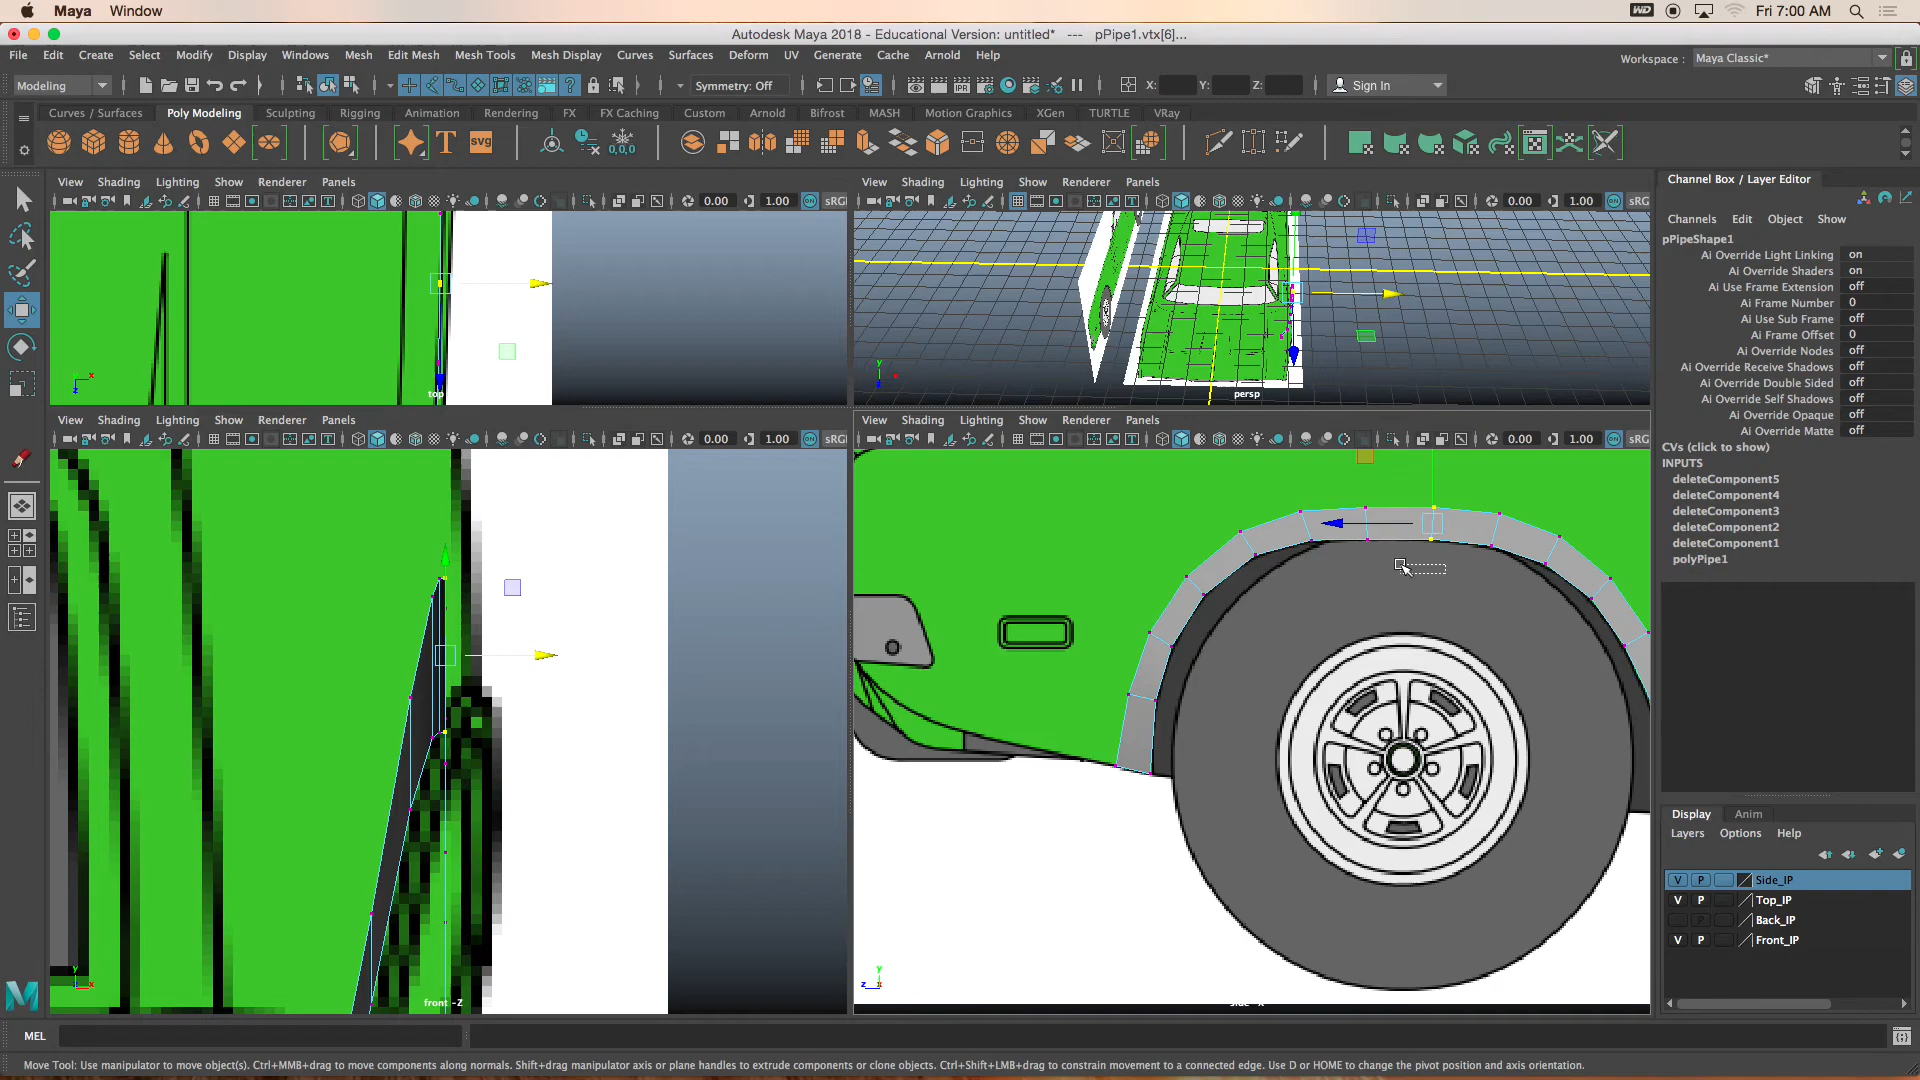 Maya Window
WD Fri 7:00 AM
Autodesk Maya 2018 - Educational Version: untitled* --- pPipe1.vtx[6]...
File Edit Create Select Modify Display Windows Mesh Edit Mesh Mesh Tools Mesh Display Curves Surfaces Deform UV Generate Cache Arnold Help
Workspace : Maya Classic*
Modeling Symmetry: Off IPR X: Y: Z: Sign In
Curves / Surfaces Poly Modeling Sculpting Rigging Animation Rendering FX FX Caching Custom Arnold Bifrost MASH Motion Graphics XGen TURTLE VRay
T SVG 0,0,0
View Shading Lighting Show Renderer Panels
0.00 1.00 sRG
top
View Shading Lighting Show Renderer Panels
0.00 1.00 sRG
persp
View Shading Lighting Show Renderer Panels
0.00 1.00 sRG
front -Z
View Shading Lighting Show Renderer Panels
0.00 1.00 sRG
side -X
Channel Box / Layer Editor
Channels Edit Object Show
pPipeShape1
Ai Override Light Linking on
Ai Override Shaders on
Ai Use Frame Extension off
Ai Frame Number 0
Ai Use Sub Frame off
Ai Frame Offset 0
Ai Override Nodes off
Ai Override Receive Shadows off
Ai Override Double Sided off
Ai Override Self Shadows off
Ai Override Opaque off
Ai Override Matte off
CVs (click to show)
INPUTS
deleteComponent5
deleteComponent4
deleteComponent3
deleteComponent2
deleteComponent1
polyPipe1
Display Anim
Layers Options Help
V P Side_IP
V P Top_IP
P Back_IP
V P Front_IP
MEL
Move Tool: Use manipulator to move object(s). Ctrl+MMB+drag to move components along normals. Shift+drag manipulator axis or plane handles to extrude components or clone objects. Ctrl+Shift+LMB+drag to constrain movement to a connected edge. Use D or HOME to change the pivot position and axis orientation.